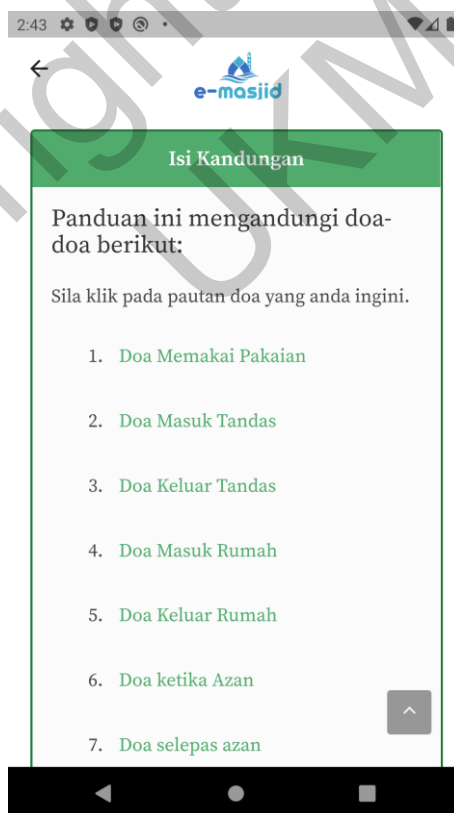 2:43
e-masjid
Isi Kandungan
Panduan ini mengandungi doa-
doa berikut:
Sila klik pada pautan doa yang anda ingini.
1. Doa Memakai Pakaian
2. Doa Masuk Tandas
3. Doa Keluar Tandas
4. Doa Masuk Rumah
5. Doa Keluar Rumah
6. Doa ketika Azan
7. Doa selepas azan
UKM